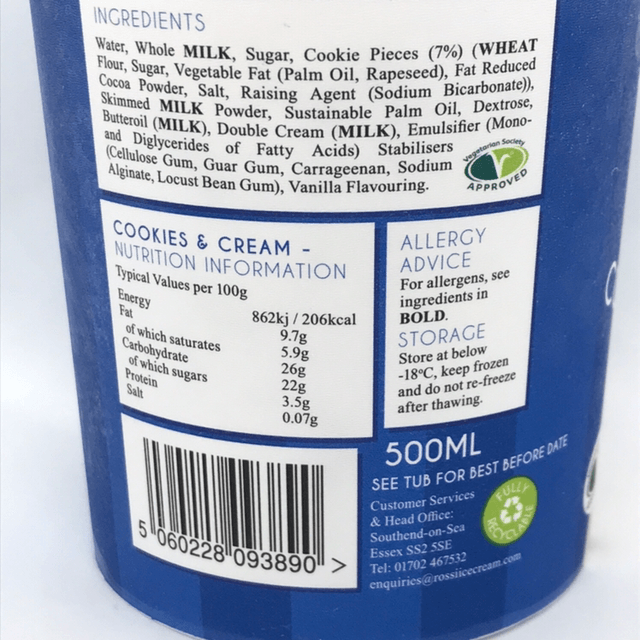 INGREDIENTS
Water, Whole MILK, Sugar, Cookie Pieces (7%) (WHEAT
Flour, Sugar, Vegetable Fat (Palm Oil, Rapeseed), Fat Reduced
Cocoa Powder, Salt, Raising Agent (Sodium Bicarbonate)),
Skimmed MILK Powder, Sustainable Palm Oil, Dextrose,
Butteroil (MILK), Double Cream (MILK), Emulsifier (Mono-
and Diglycerides of Fatty Acids) Stabilisers
(Cellulose Gum, Guar Gum, Carrageenan, Sodium
Alginate, Locust Bean Gum), Vanilla Flavouring.
Vegetarian Society
APPROVED
COOKIES & CREAM -
NUTRITION INFORMATION
Typical Values per 100g
Energy 862kj / 206kcal
Fat 9.7g
of which saturates 5.9g
Carbohydrate 26g
of which sugars 22g
Protein 3.5g
Salt 0.07g
ALLERGY
ADVICE
For allergens, see
ingredients in
BOLD.
STORAGE
Store at below
-18°C, keep frozen
and do not re-freeze
after thawing.
5 060228 093890 >
500ML
SEE TUB FOR BEST BEFORE DATE
Customer Services
& Head Office:
Southend-on-Sea
Essex SS2 5SE
Tel: 01702 467532
enquiries@rossiicecream.com
FULLY
RECYCLABLE